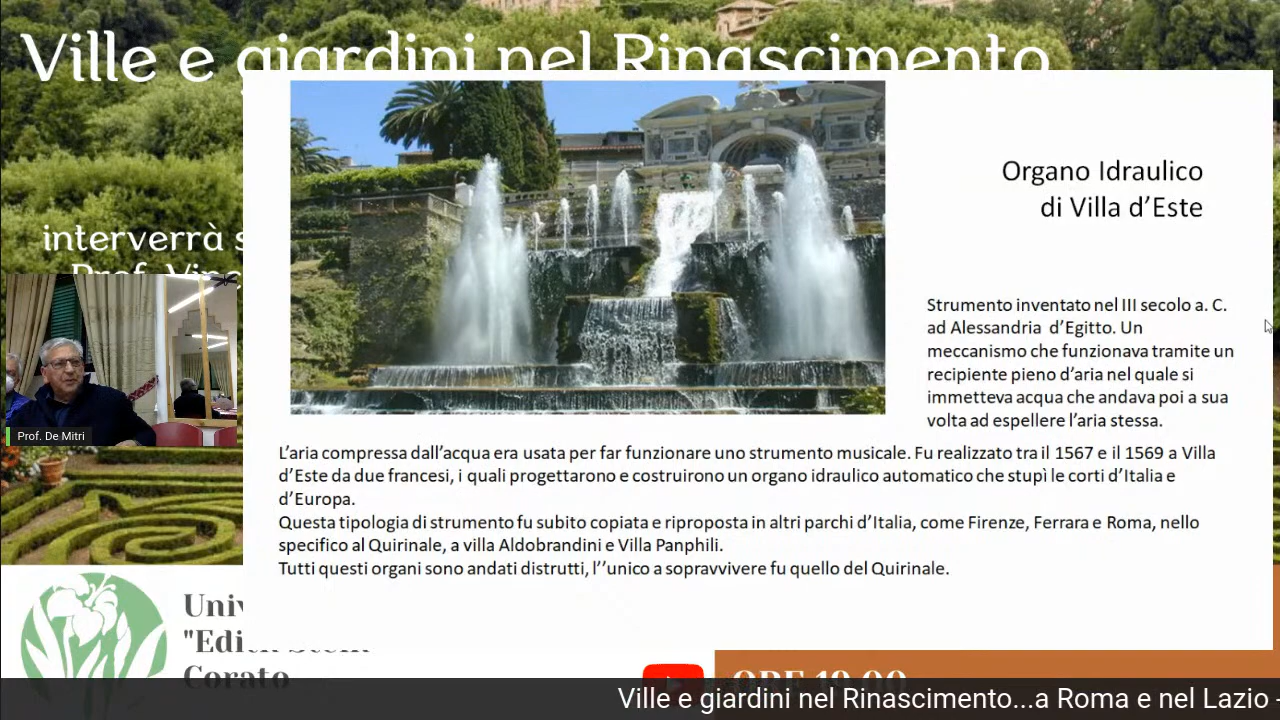 Ville e giardini nel Rinascimento
Organo Idraulico
di Villa d’Este
interverrà s
Prof.
Strumento inventato nel III secolo a. C.
ad Alessandria d’Egitto. Un
meccanismo che funzionava tramite un
recipiente pieno d’aria nel quale si
immetteva acqua che andava poi a sua
volta ad espellere l’aria stessa.
Prof. De Mitri
L’aria compressa dall’acqua era usata per far funzionare uno strumento musicale. Fu realizzato tra il 1567 e il 1569 a Villa
d’Este da due francesi, i quali progettarono e costruirono un organo idraulico automatico che stupì le corti d’Italia e
d’Europa.
Questa tipologia di strumento fu subito copiata e riproposta in altri parchi d’Italia, come Firenze, Ferrara e Roma, nello
specifico al Quirinale, a villa Aldobrandini e Villa Panphili.
Tutti questi organi sono andati distrutti, l’’unico a sopravvivere fu quello del Quirinale.
Univ
"Edith Stein"
Corato
ORE 19.00
Ville e giardini nel Rinascimento...a Roma e nel Lazio -